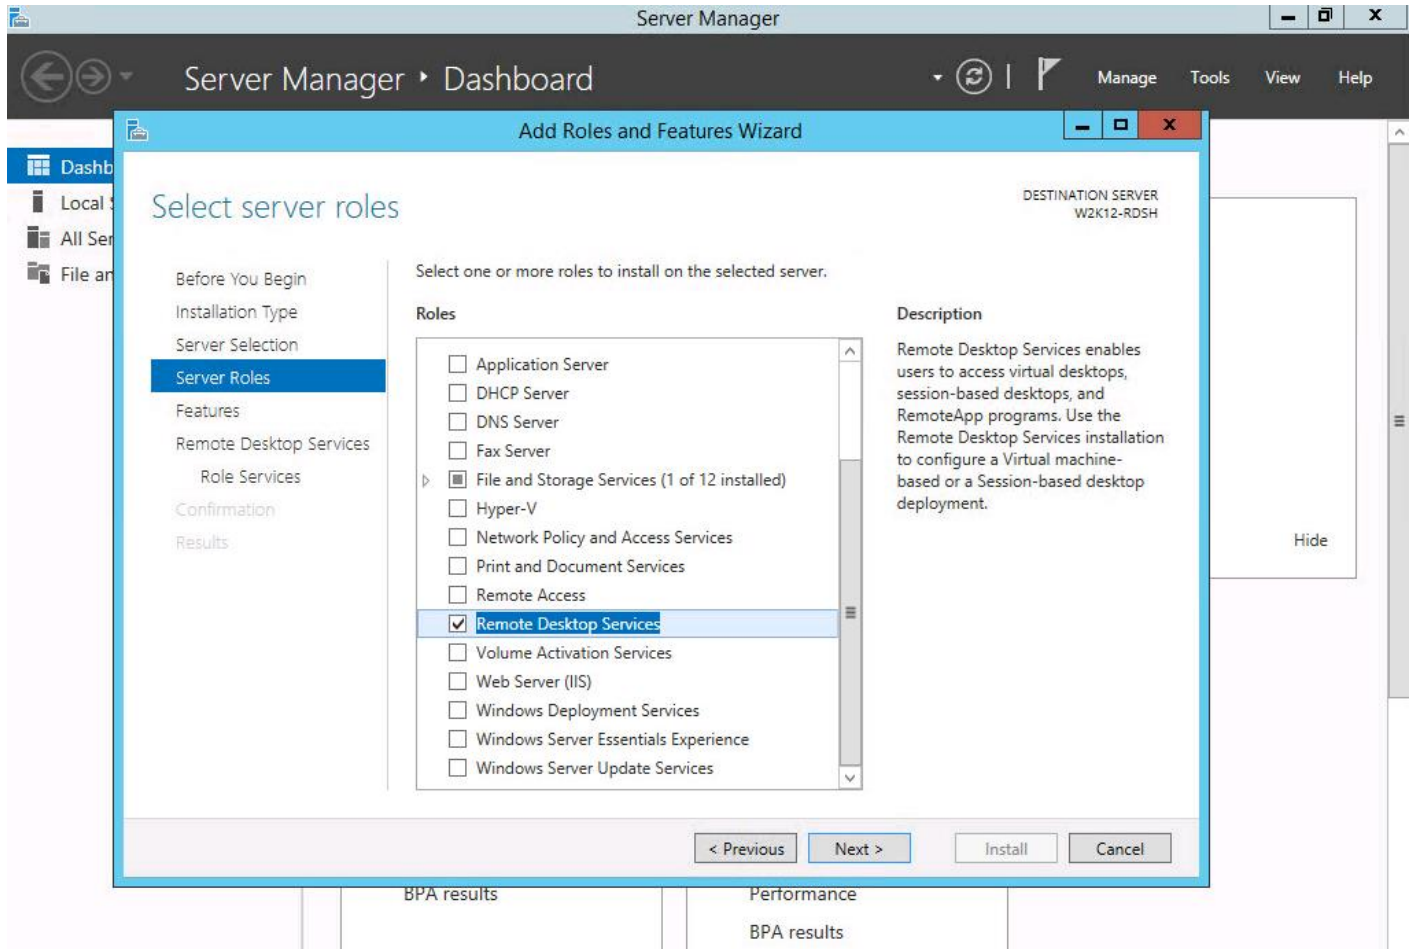 Server Manager
Server Manager • Dashboard
Manage Tools View Help
Add Roles and Features Wizard
Dashb
Local S
All Ser
File an
Select server roles
DESTINATION SERVER
W2K12-RDSH
Before You Begin
Installation Type
Server Selection
Server Roles
Features
Remote Desktop Services
Role Services
Confirmation
Results
Select one or more roles to install on the selected server.
Roles
Application Server
DHCP Server
DNS Server
Fax Server
File and Storage Services (1 of 12 installed)
Hyper-V
Network Policy and Access Services
Print and Document Services
Remote Access
Remote Desktop Services
Volume Activation Services
Web Server (IIS)
Windows Deployment Services
Windows Server Essentials Experience
Windows Server Update Services
Description
Remote Desktop Services enables
users to access virtual desktops,
session-based desktops, and
RemoteApp programs. Use the
Remote Desktop Services installation
to configure a Virtual machine-
based or a Session-based desktop
deployment.
Hide
< Previous Next > Install Cancel
BPA results
Performance
BPA results